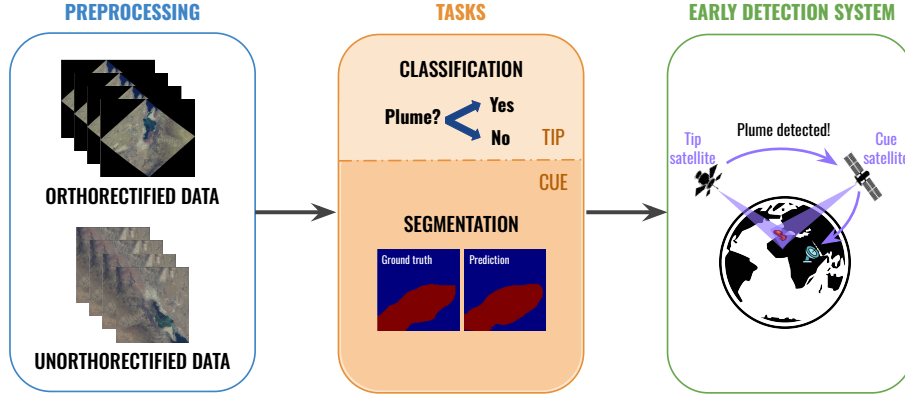 PREPROCESSING
ORTHORECTIFIED DATA
UNORTHORECTIFIED DATA
TASKS
CLASSIFICATION
Plume?
Yes
No
TIP
CUE
SEGMENTATION
Ground truth
Prediction
EARLY DETECTION SYSTEM
Plume detected!
Tip
satellite
Cue
satellite